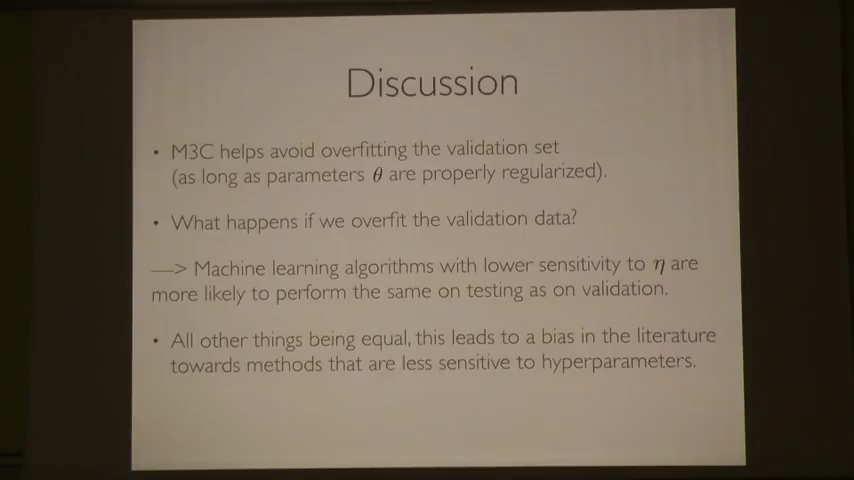 Discussion
• M3C helps avoid overfitting the validation set
(as long as parameters θ are properly regularized).
• What happens if we overfit the validation data?
—> Machine learning algorithms with lower sensitivity to η are
more likely to perform the same on testing as on validation.
• All other things being equal, this leads to a bias in the literature
towards methods that are less sensitive to hyperparameters.